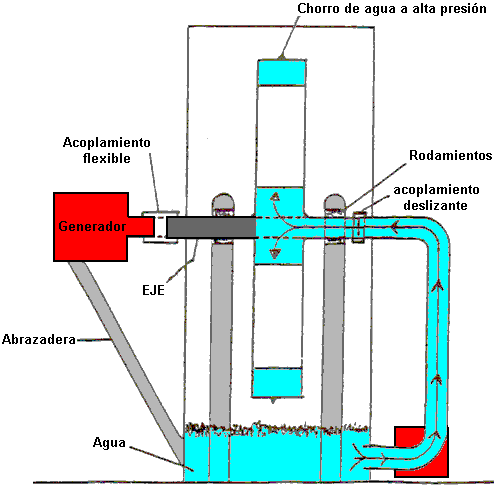 Chorro de agua a alta presión
Acoplamiento
flexible
Rodamientos
acoplamiento
deslizante
Generador
EJE
Abrazadera
Agua